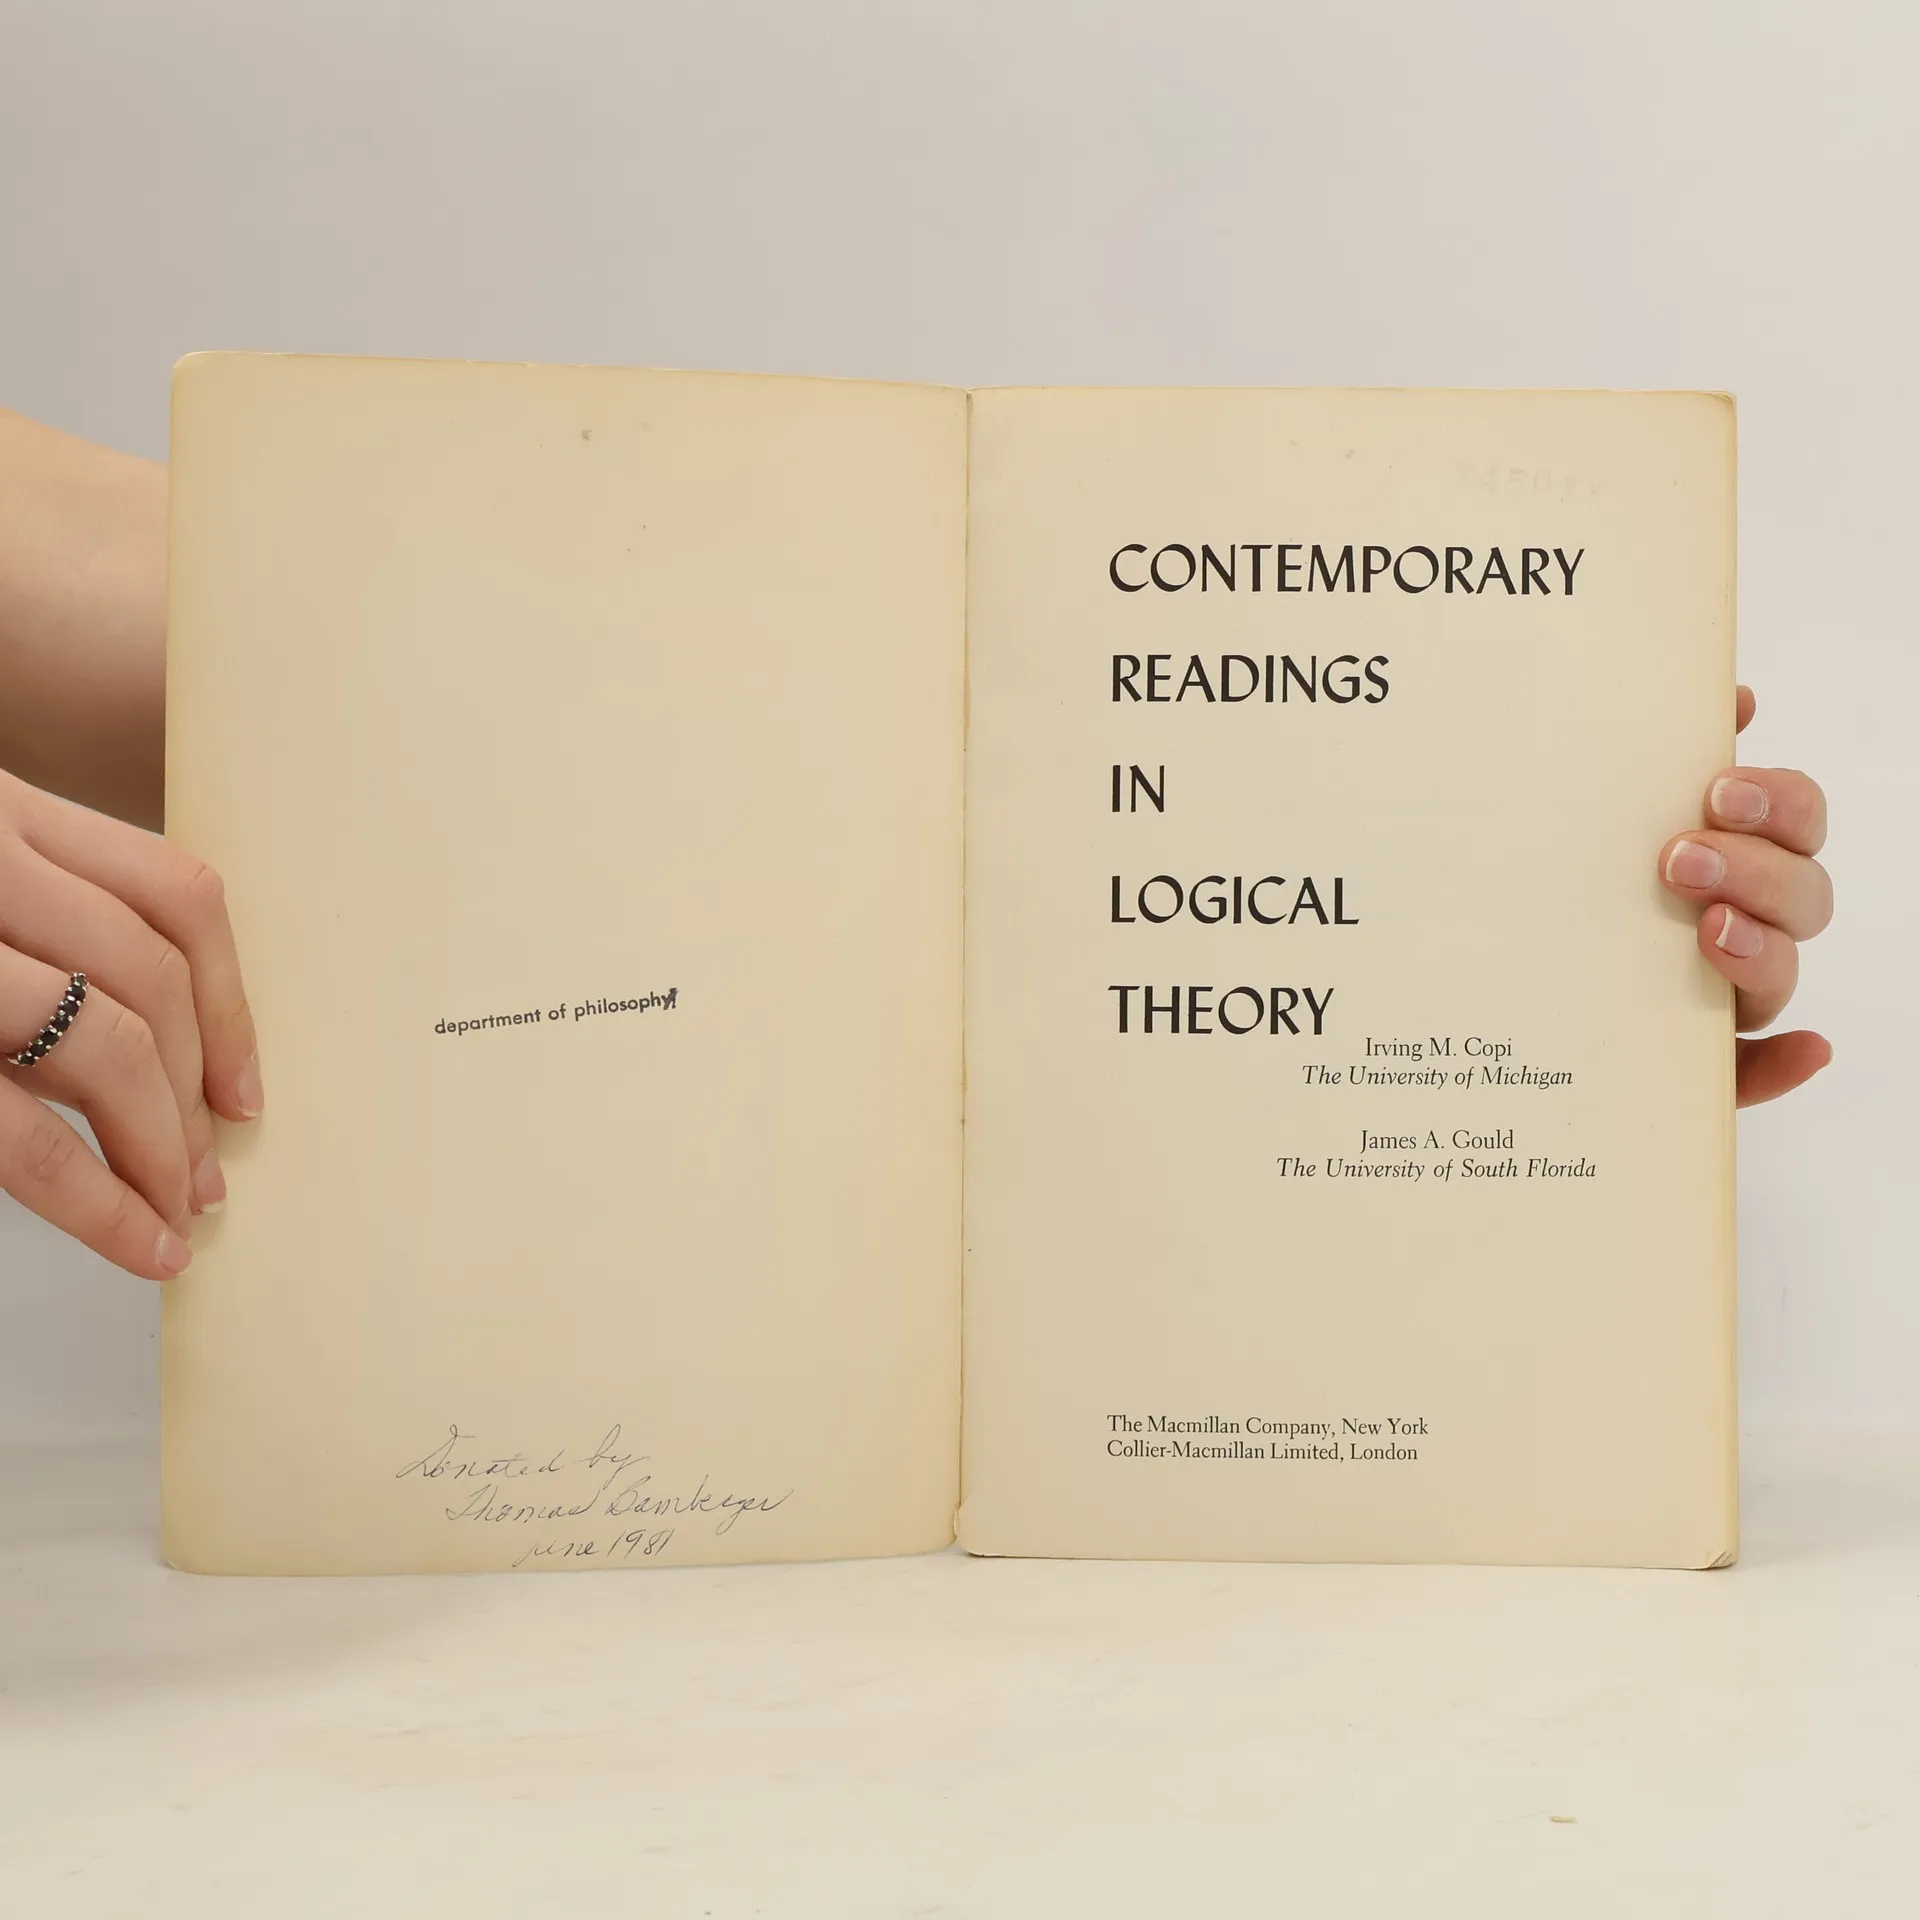 department of philosophy
Donated by
Thomas Bamberger
June 1981
CONTEMPORARY
READINGS
IN
LOGICAL
THEORY
Irving M. Copi
The University of Michigan
James A. Gould
The University of South Florida
The Macmillan Company, New York
Collier-Macmillan Limited, London